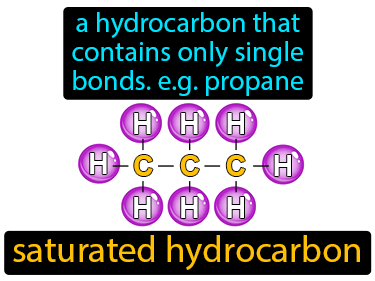 a hydrocarbon that
contains only single
bonds. e.g. propane
H H H
H C C C H
H H H
saturated hydrocarbon